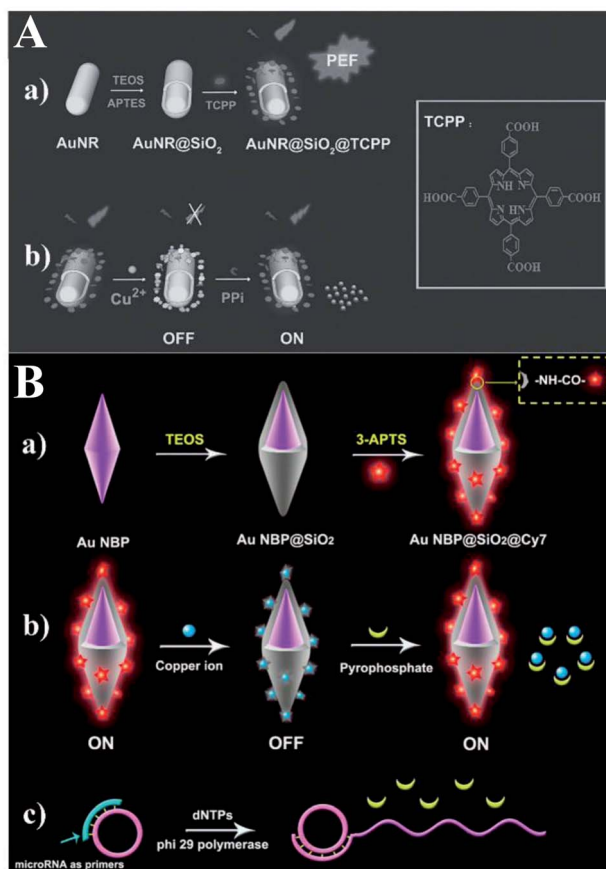 A
a)
TEOS
APTES
TCPP
PEF
AuNR
AuNR@SiO₂
AuNR@SiO₂@TCPP
TCPP :
COOH
HOOC
NH
N
N
HN
COOH
COOH
b)
Cu²⁺
PPi
OFF
ON
B
-NH-CO-
a)
TEOS
3-APTS
Au NBP
Au NBP@SiO₂
Au NBP@SiO₂@Cy7
b)
Copper ion
Pyrophosphate
ON
OFF
ON
c)
dNTPs
phi 29 polymerase
microRNA as primers